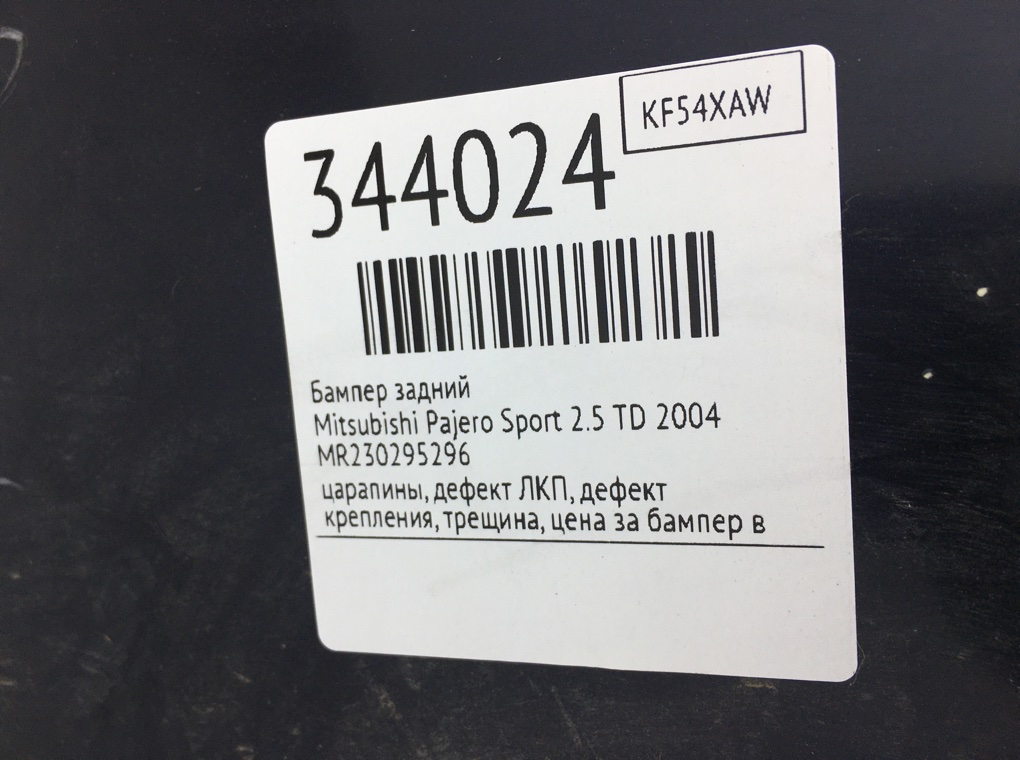 KF54XAW
344024
Бампер задний
Mitsubishi Pajero Sport 2.5 TD 2004
MR230295296
царапины, дефект ЛКП, дефект
крепления, трещина, цена за бампер в